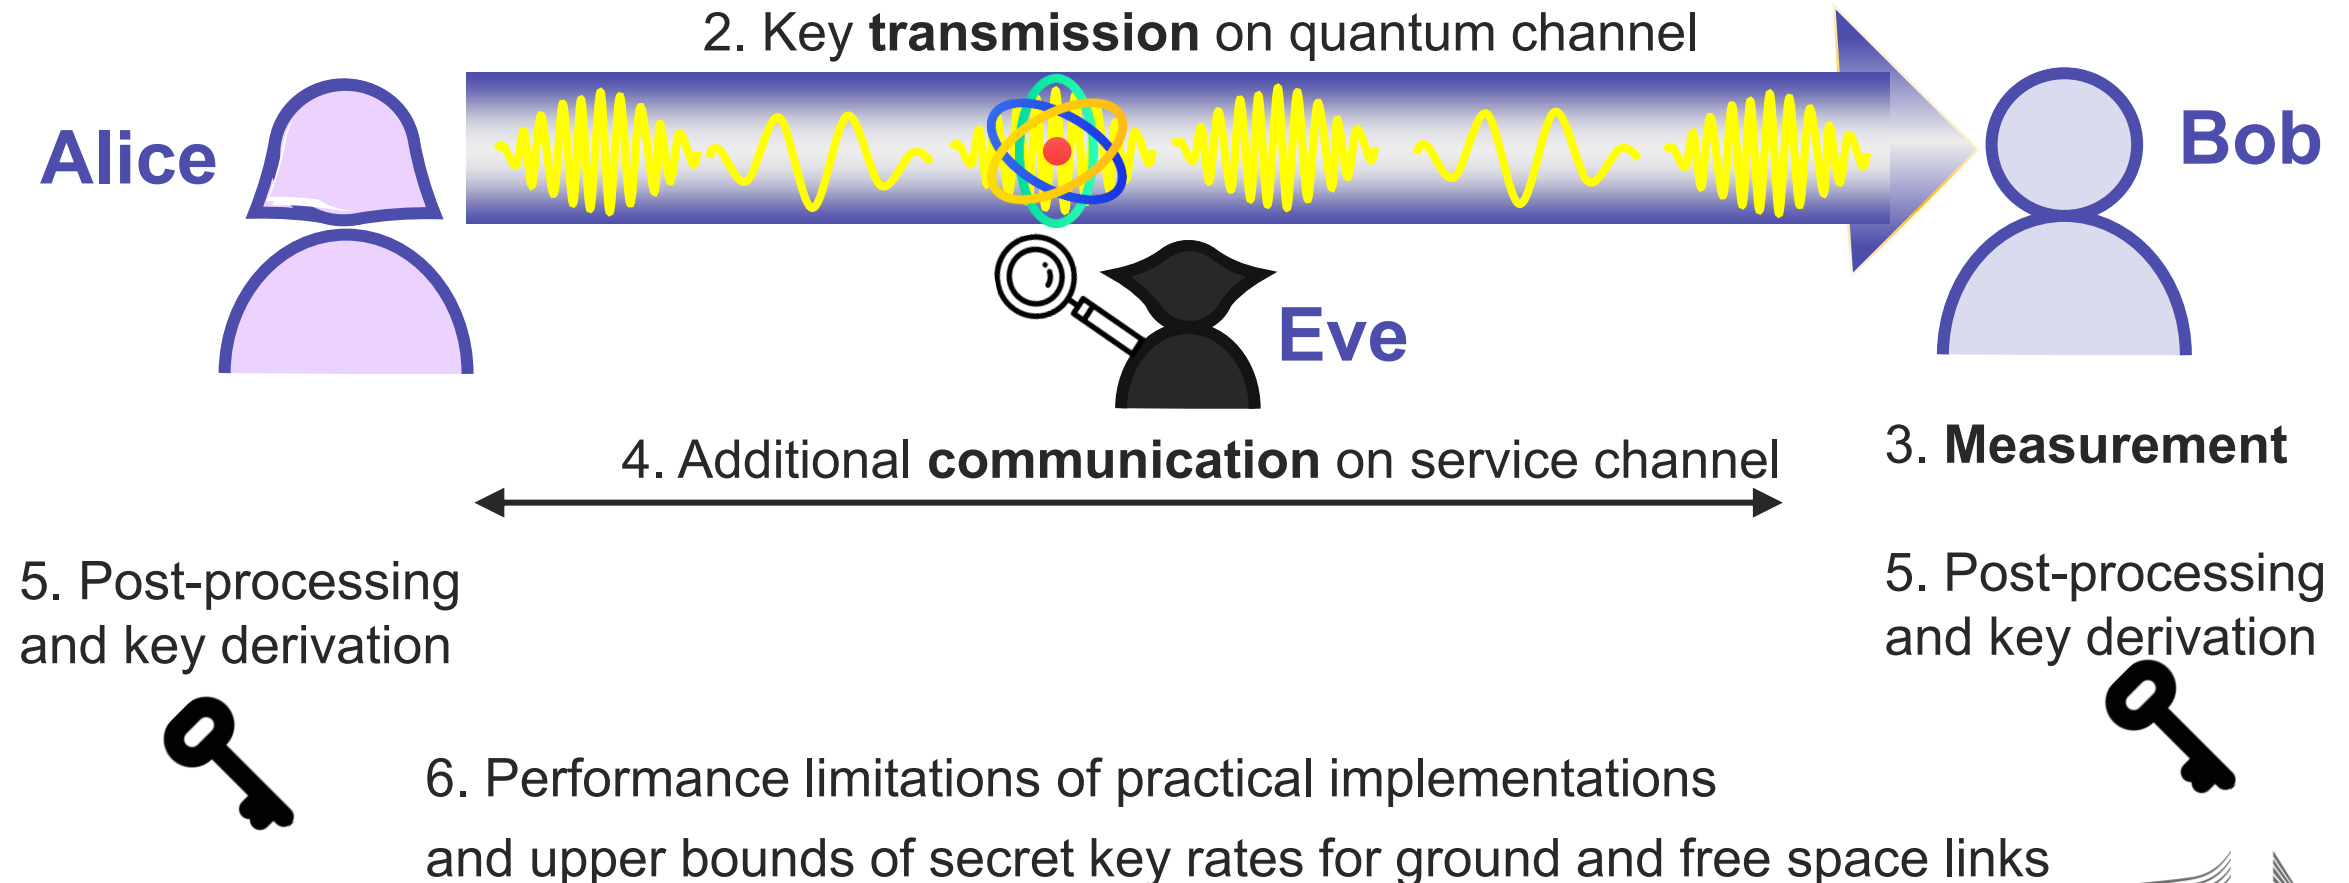 2. Key transmission on quantum channel
Alice
Bob
Eve
4. Additional communication on service channel
3. Measurement
5. Post-processing
and key derivation
5. Post-processing
and key derivation
6. Performance limitations of practical implementations
and upper bounds of secret key rates for ground and free space links